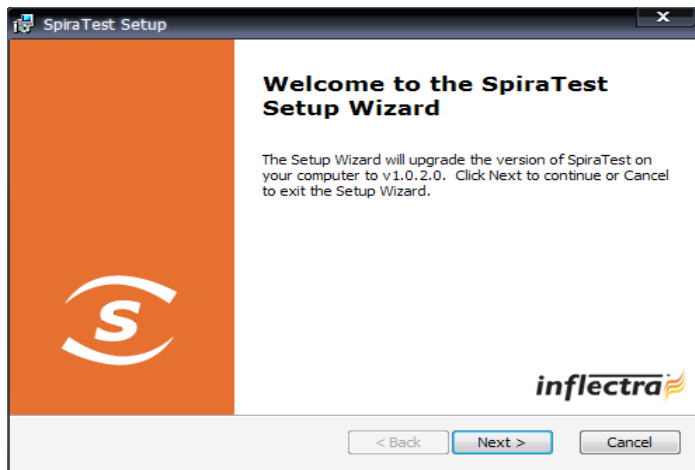 SpiraTest Setup
x
Welcome to the SpiraTest
Setup Wizard
The Setup Wizard will upgrade the version of SpiraTest on
your computer to v1.0.2.0. Click Next to continue or Cancel
to exit the Setup Wizard.
s
inflectra
< Back Next > Cancel